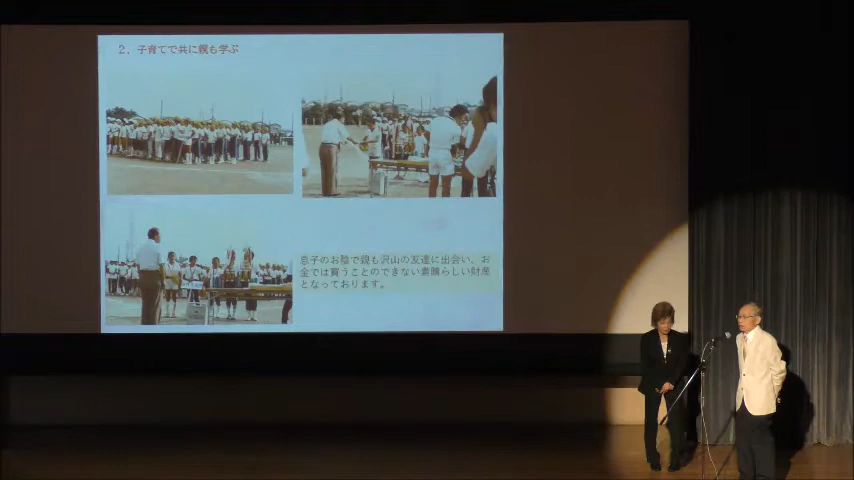 2．子育てで共に親も学ぶ
息子のお陰で親も沢山の友達に出会い、お
金では買うことのできない素晴らしい財産
となっております。